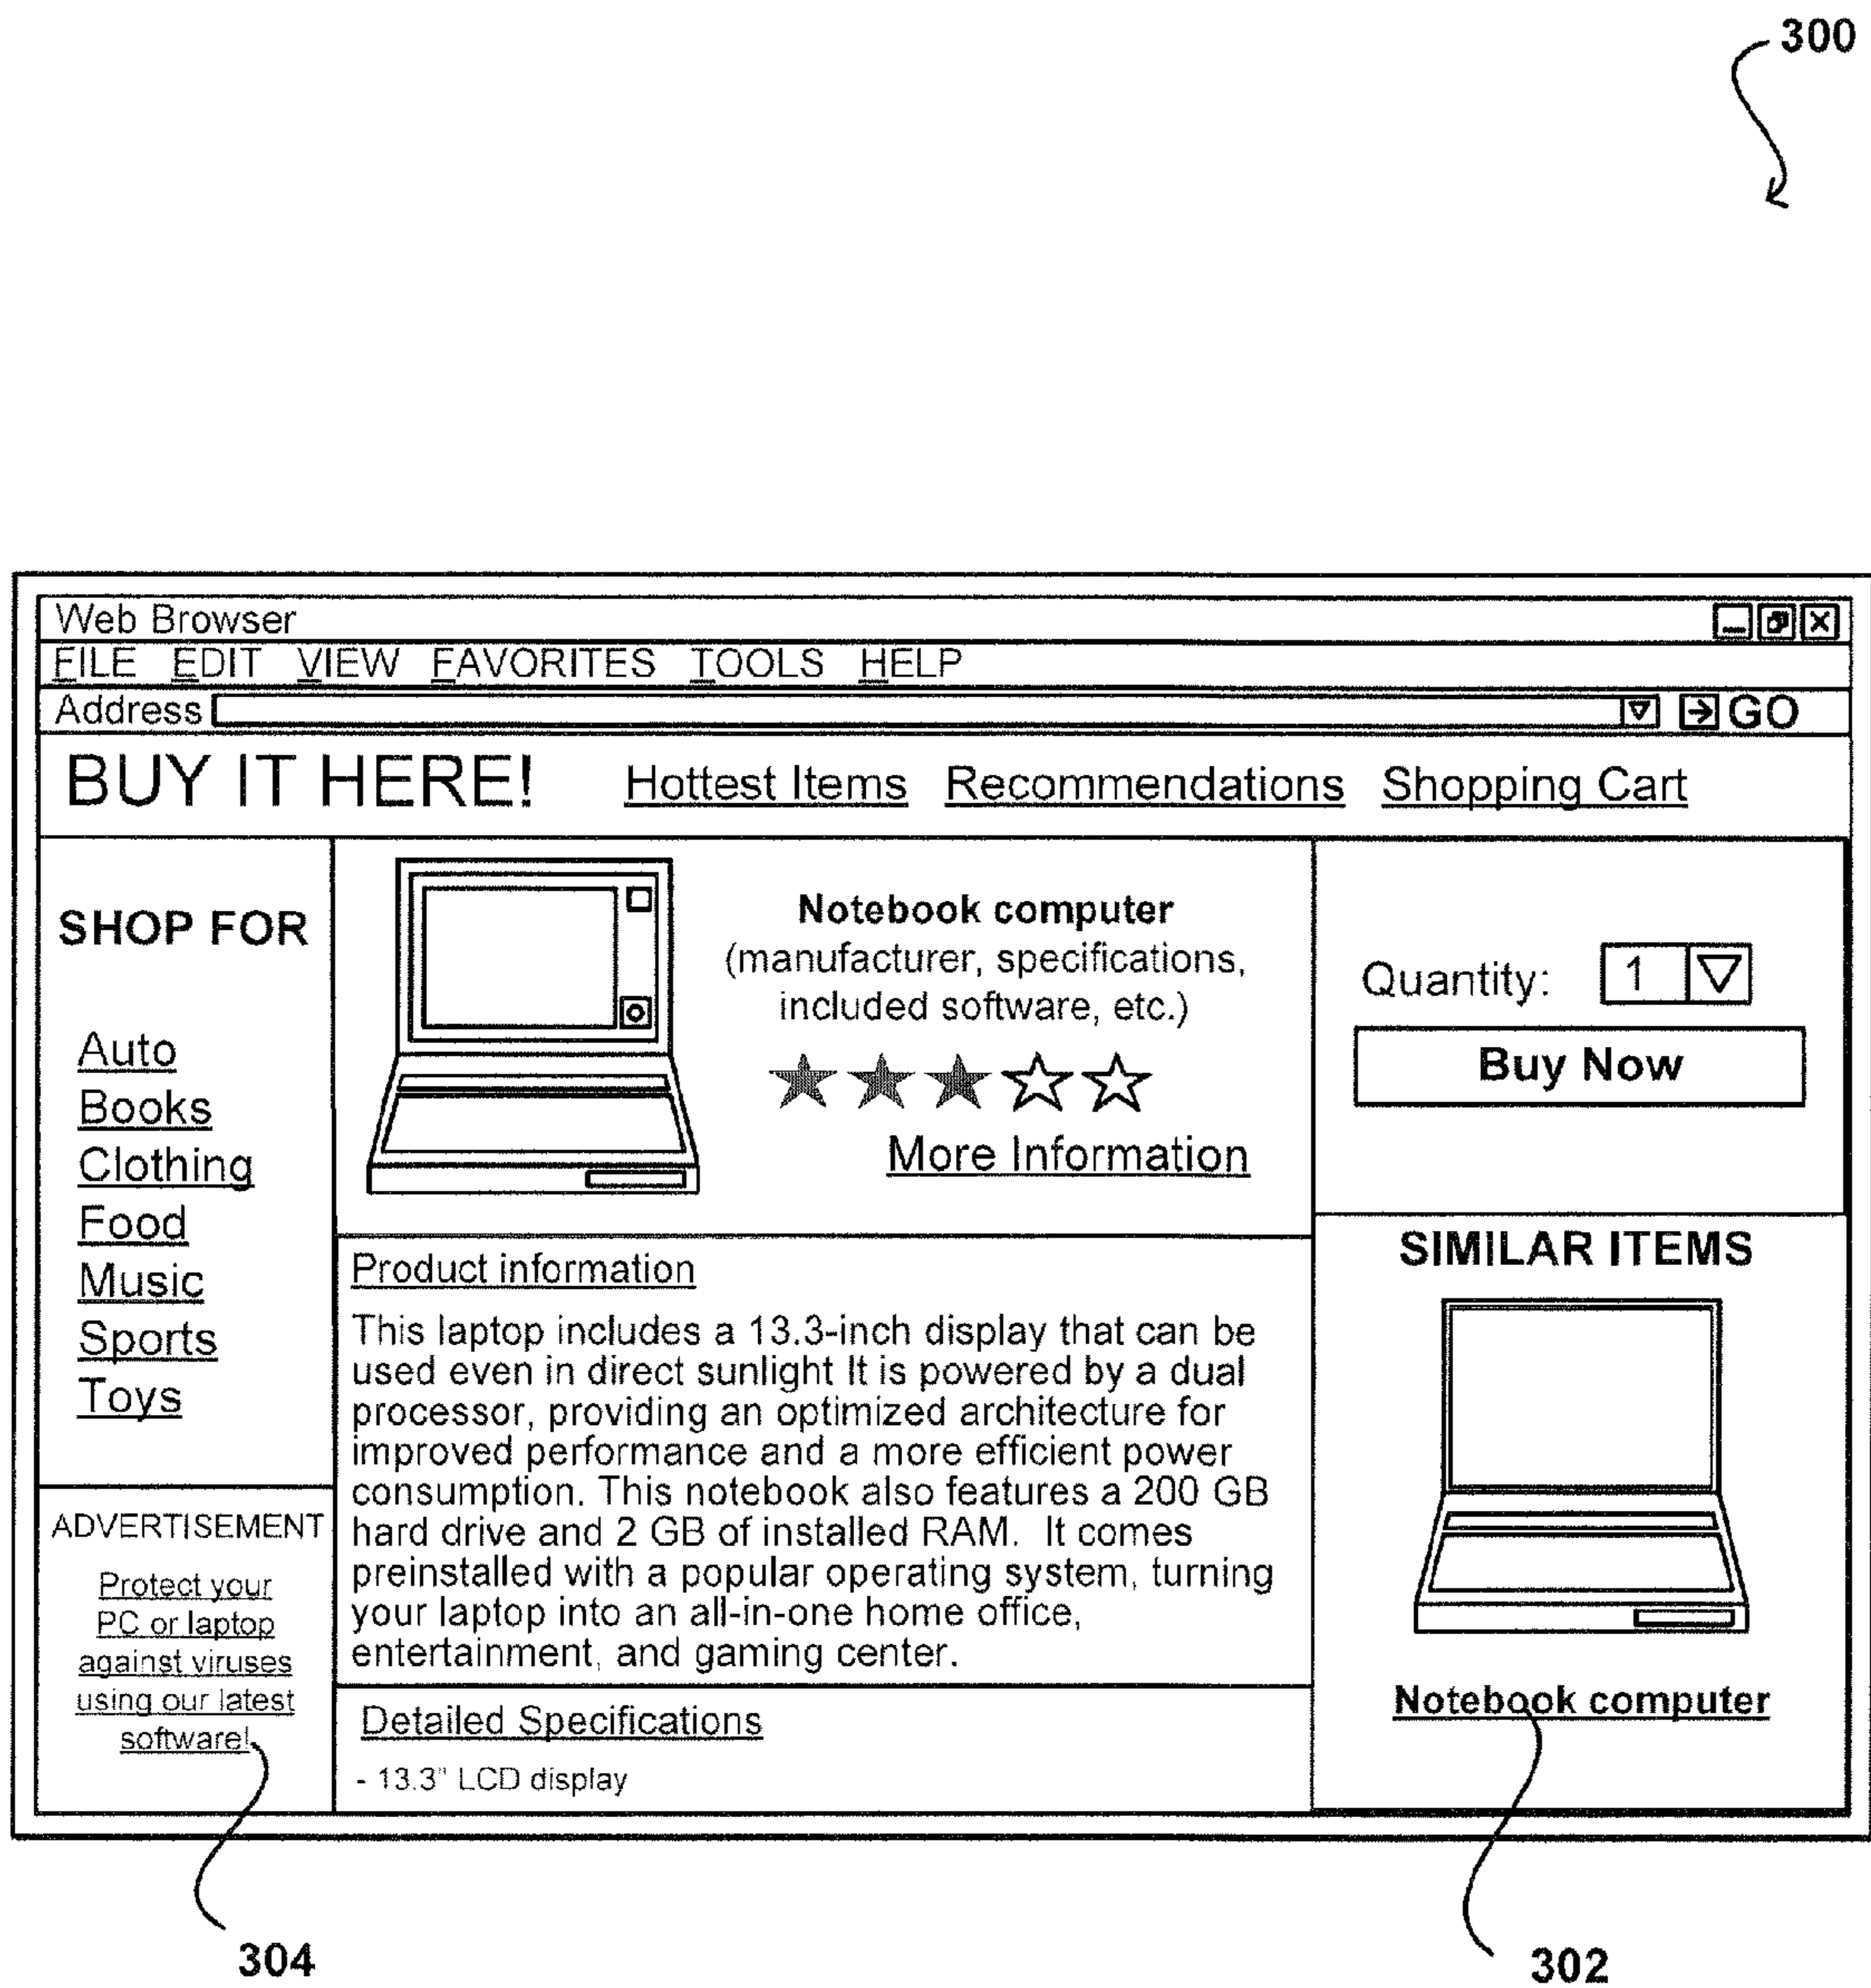 300
Web Browser
FILE EDIT VIEW FAVORITES TOOLS HELP
Address GO
BUY IT HERE! Hottest Items Recommendations Shopping Cart
SHOP FOR
Auto
Books
Clothing
Food
Music
Sports
Toys
ADVERTISEMENT
Protect your
PC or laptop
against viruses
using our latest
software!
Notebook computer
(manufacturer, specifications,
included software, etc.)
More Information
Product information
This laptop includes a 13.3-inch display that can be
used even in direct sunlight It is powered by a dual
processor, providing an optimized architecture for
improved performance and a more efficient power
consumption. This notebook also features a 200 GB
hard drive and 2 GB of installed RAM. It comes
preinstalled with a popular operating system, turning
your laptop into an all-in-one home office,
entertainment, and gaming center.
Detailed Specifications
- 13.3" LCD display
Quantity: 1
Buy Now
SIMILAR ITEMS
Notebook computer
304
302